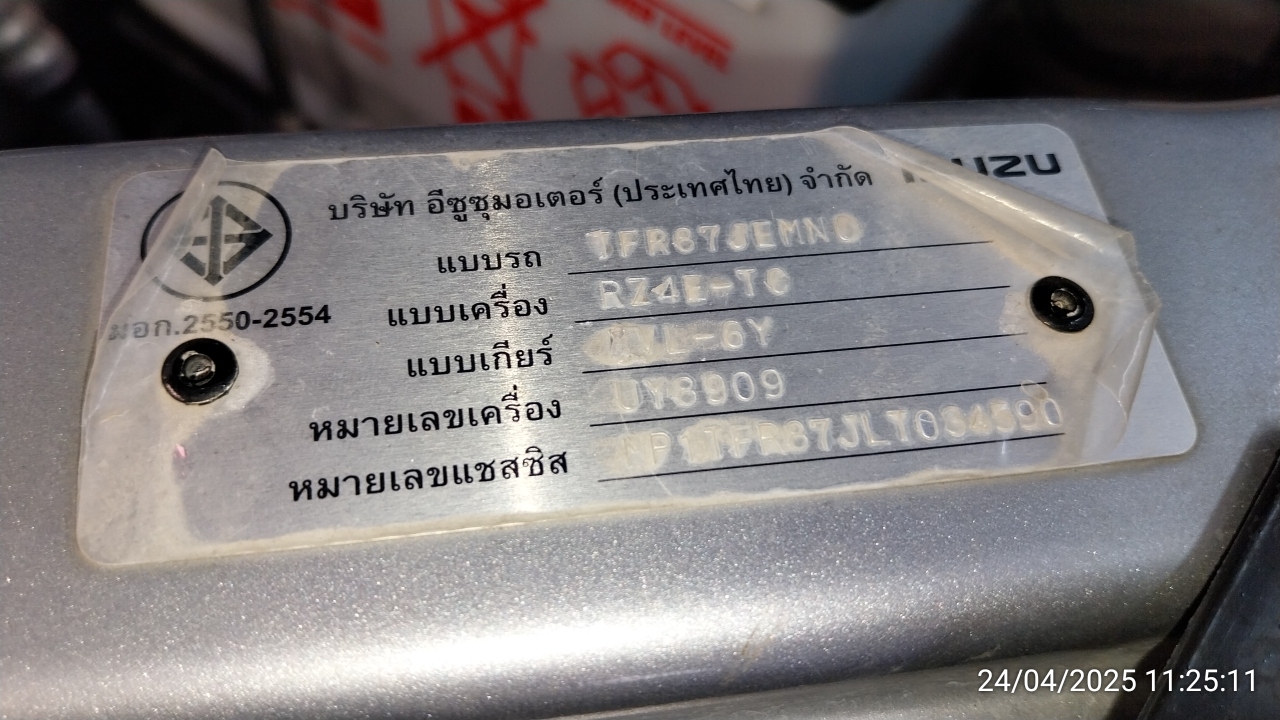 บริษัท อีซูซุมอเตอร์ (ประเทศไทย) จำกัด
มอก.2550-2554
แบบรถ TFR87JEMN0
แบบเครื่อง RZ4E-TC
แบบเกียร์
หมายเลขเครื่อง UY8909
หมายเลขแชสซิส
24/04/2025 11:25:11